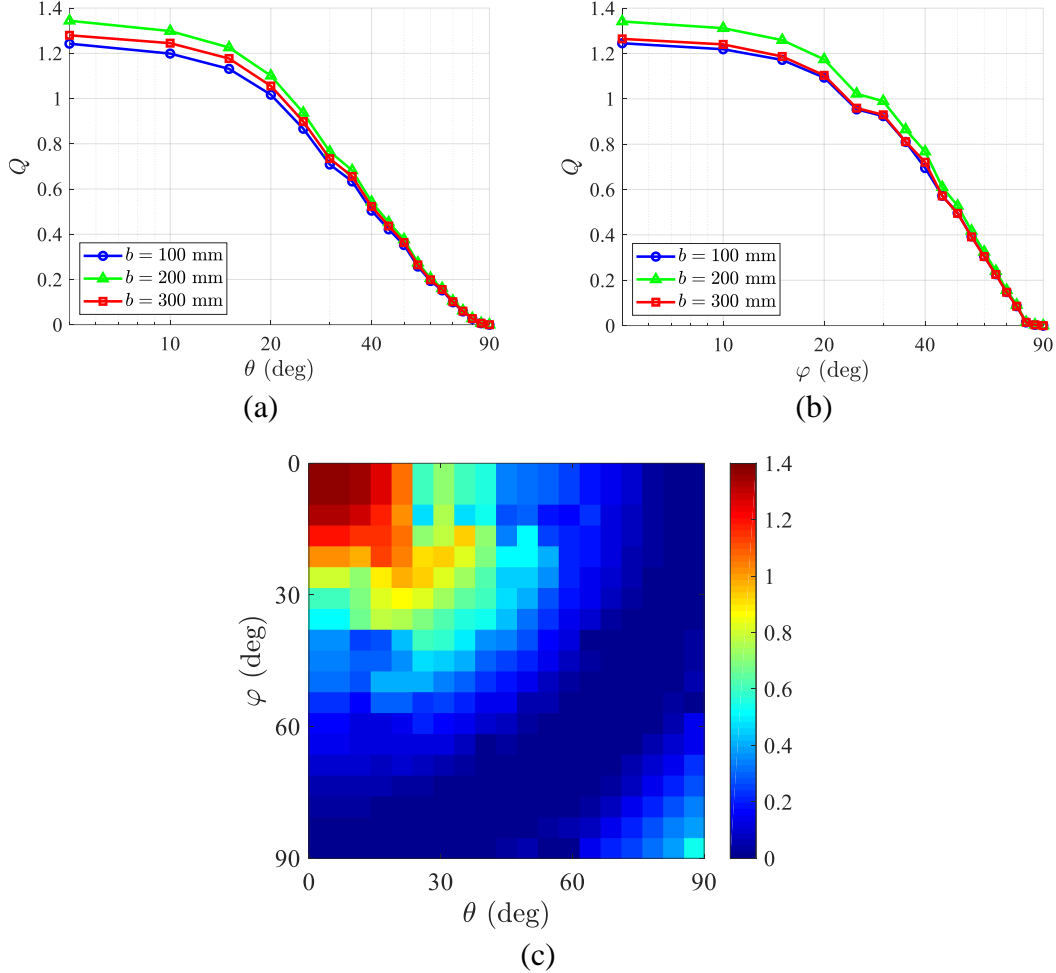 1.4
1.2
1
0.8
0.6
0.4
0.2
0
Q
b = 100 mm
b = 200 mm
b = 300 mm
10 20 40 90
θ (deg)
(a)
1.4
1.2
1
0.8
0.6
0.4
0.2
0
Q
b = 100 mm
b = 200 mm
b = 300 mm
10 20 40 90
φ (deg)
(b)
0
30
60
90
φ (deg)
0 30 60 90
θ (deg)
1.4
1.2
1
0.8
0.6
0.4
0.2
0
(c)